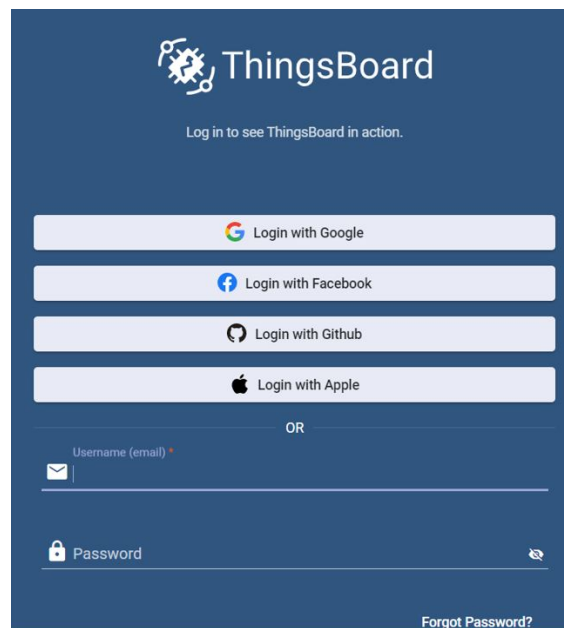 ThingsBoard
Log in to see ThingsBoard in action.
Login with Google
Login with Facebook
Login with Github
Login with Apple
OR
Username (email) *
Password
Forgot Password?